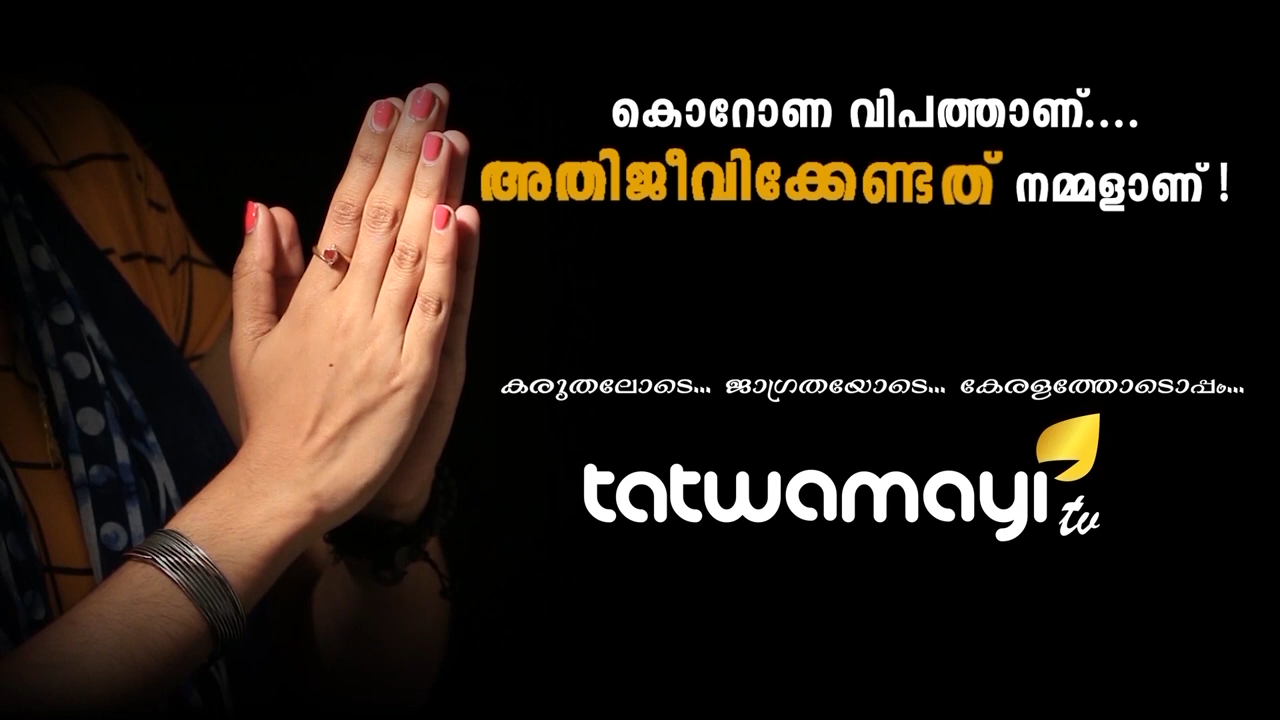 കൊറോണ വിപത്താണ്....
അതിജീവിക്കേണ്ടത് നമ്മളാണ് !
കരുതലോടെ... ജാഗ്രതയോടെ... കേരളത്തോടൊപ്പം...
tatwamayi
tv